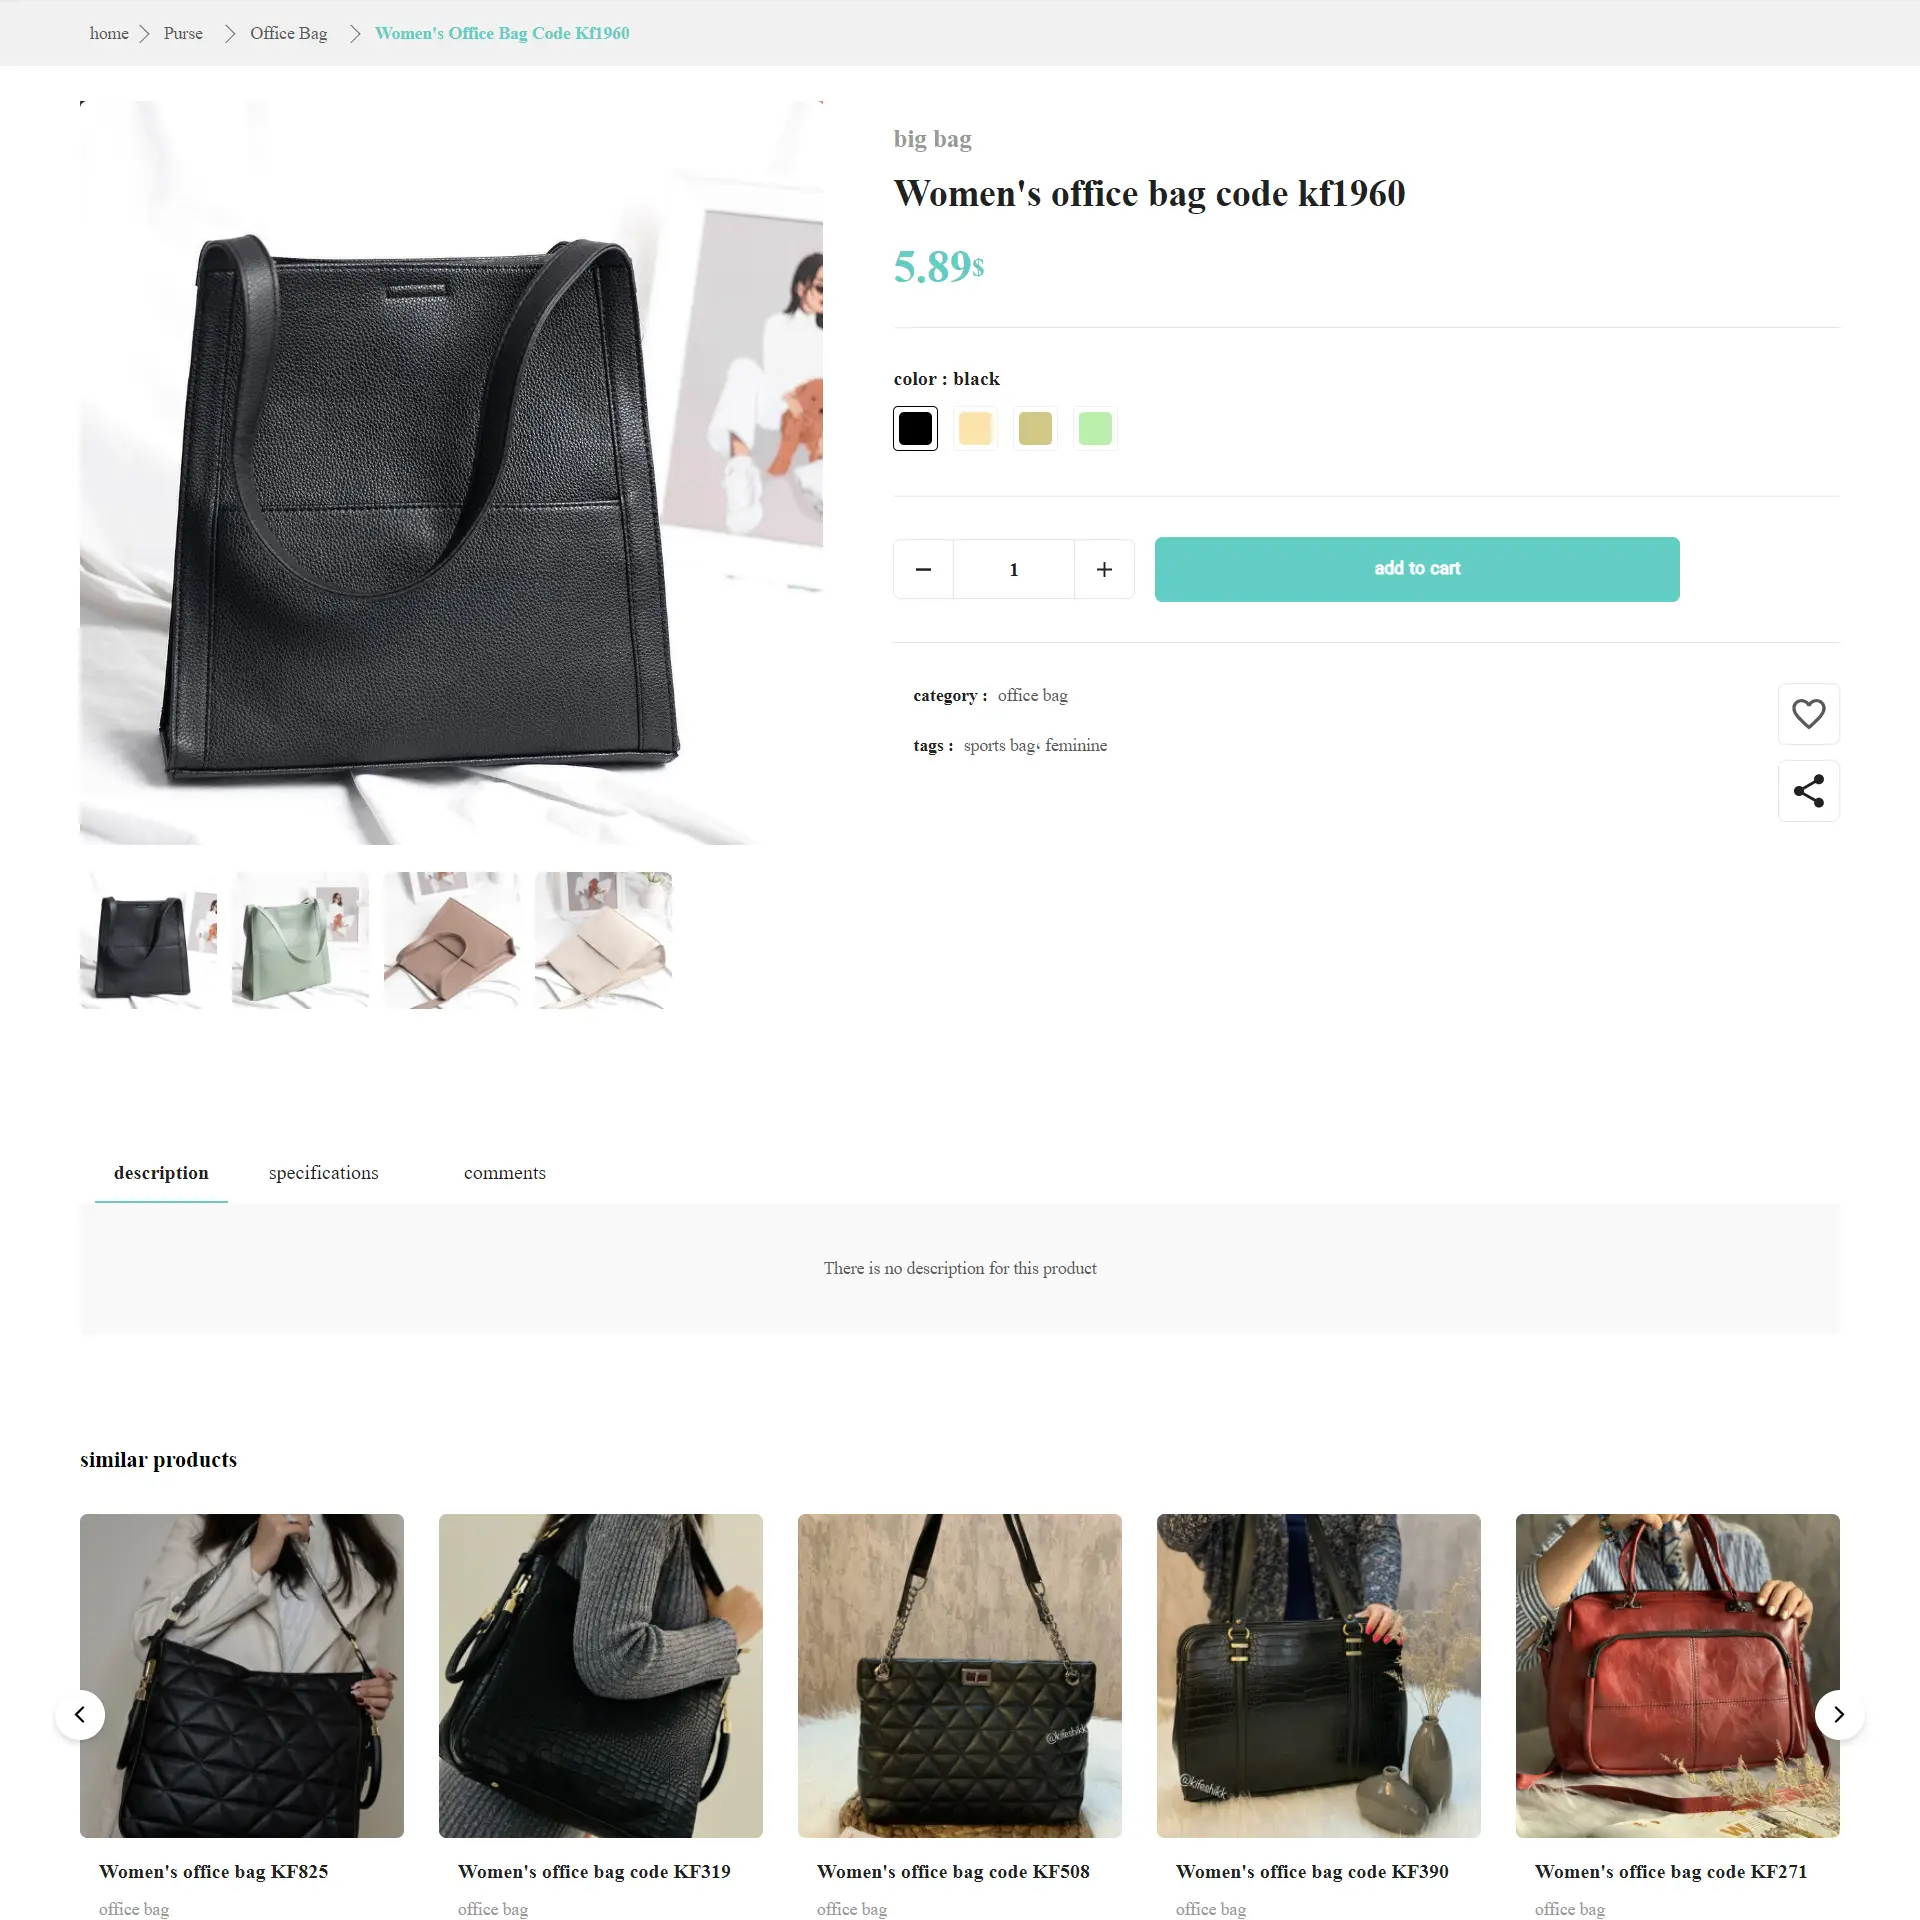 home
Purse
Office Bag
Women's Office Bag Code Kf1960
big bag
Women's office bag code kf1960
5.89$
color : black
1
add to cart
category : office bag
tags : sports bag، feminine
description
specifications
comments
There is no description for this product
similar products
@kifeshikk
@kifeshikk
Women's office bag KF825
office bag
Women's office bag code KF319
office bag
Women's office bag code KF508
office bag
Women's office bag code KF390
office bag
Women's office bag code KF271
office bag